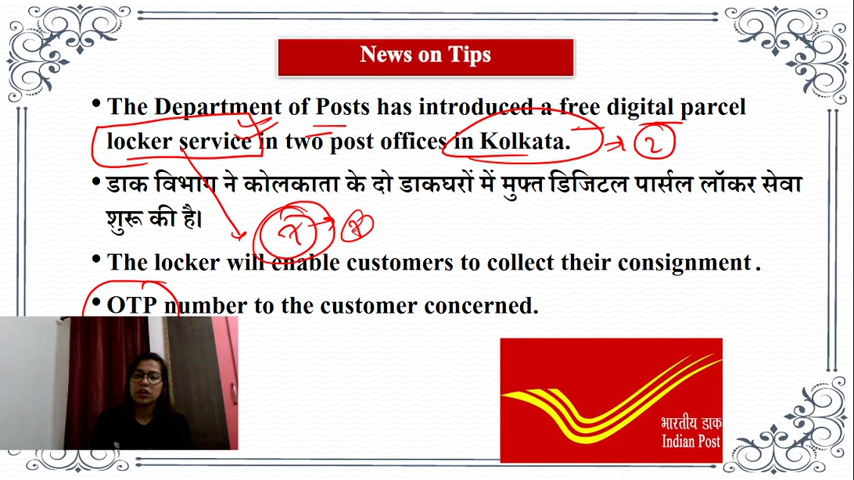 News on Tips
• The Department of Posts has introduced a free digital parcel
locker service in two post offices in Kolkata.
2
• डाक विभाग ने कोलकाता के दो डाकघरों में मुफ्त डिजिटल पार्सल लॉकर सेवा
शुरू की है।
• The locker will enable customers to collect their consignment.
• OTP number to the customer concerned.
भारतीय डाक
Indian Post